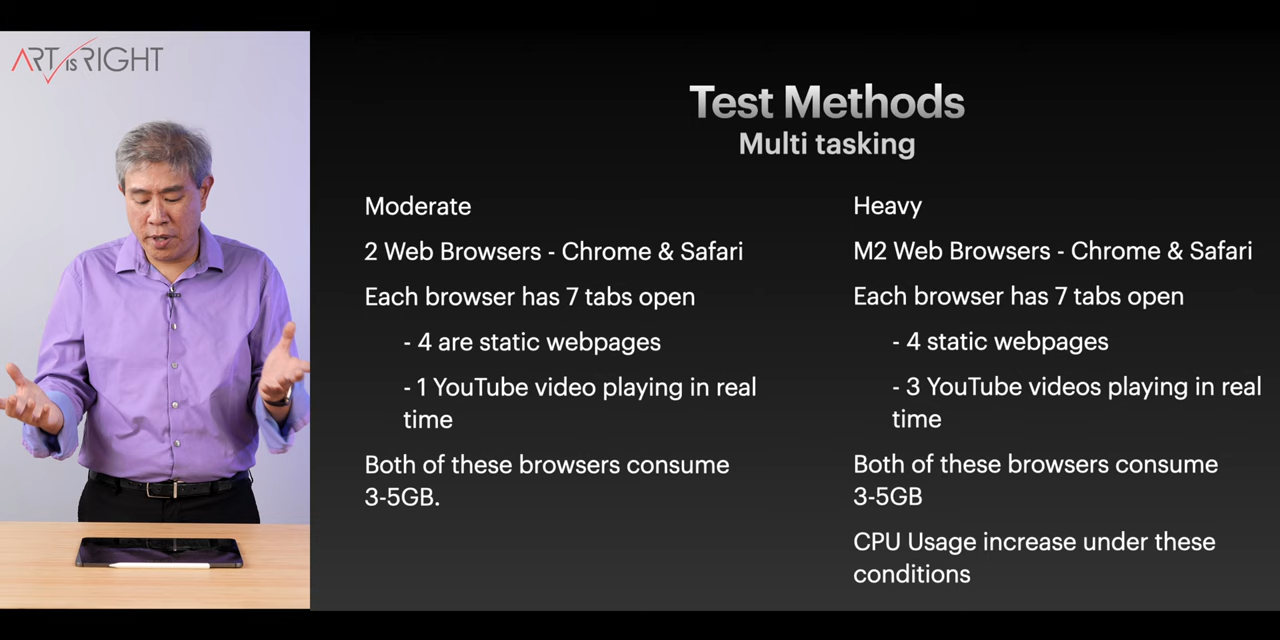 ART IS RIGHT
Test Methods
Multi tasking
Moderate
2 Web Browsers - Chrome & Safari
Each browser has 7 tabs open
- 4 are static webpages
- 1 YouTube video playing in real
time
Both of these browsers consume
3-5GB.
Heavy
M2 Web Browsers - Chrome & Safari
Each browser has 7 tabs open
- 4 static webpages
- 3 YouTube videos playing in real
time
Both of these browsers consume
3-5GB
CPU Usage increase under these
conditions